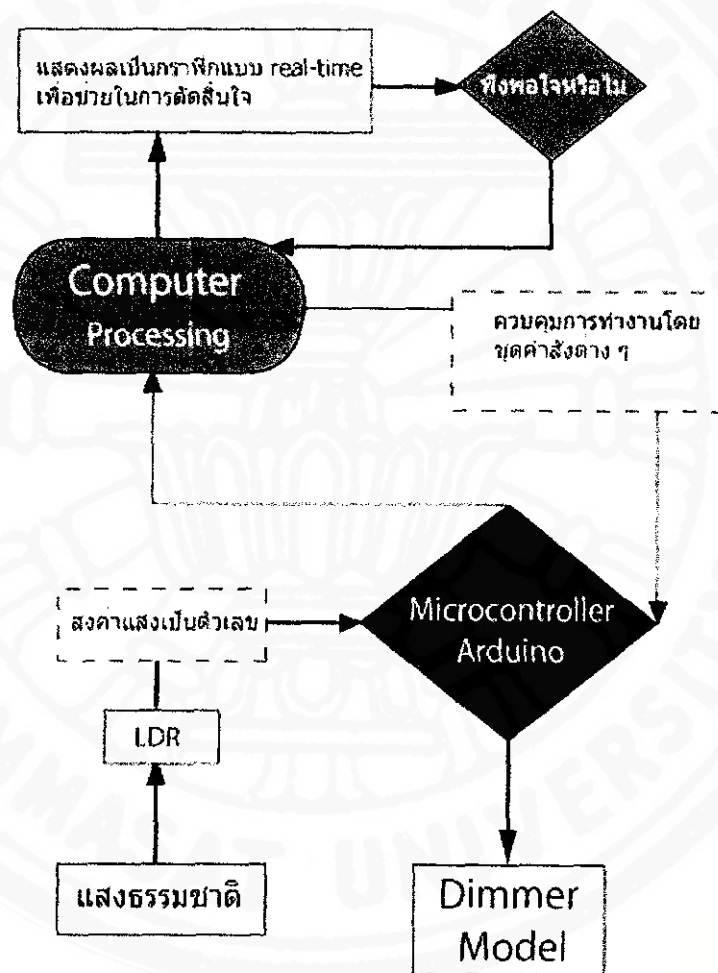 แสดงผลเป็นกราฟิกแบบ real-time
เพื่อช่วยในการตัดสินใจ
พึงพอใจหรือไม่
Computer
Processing
ควบคุมการทำงานโดย
ชุดคำสั่งต่าง ๆ
ส่งค่าแสงเป็นตัวเลข
Microcontroller
Arduino
LDR
แสงธรรมชาติ
Dimmer
Model